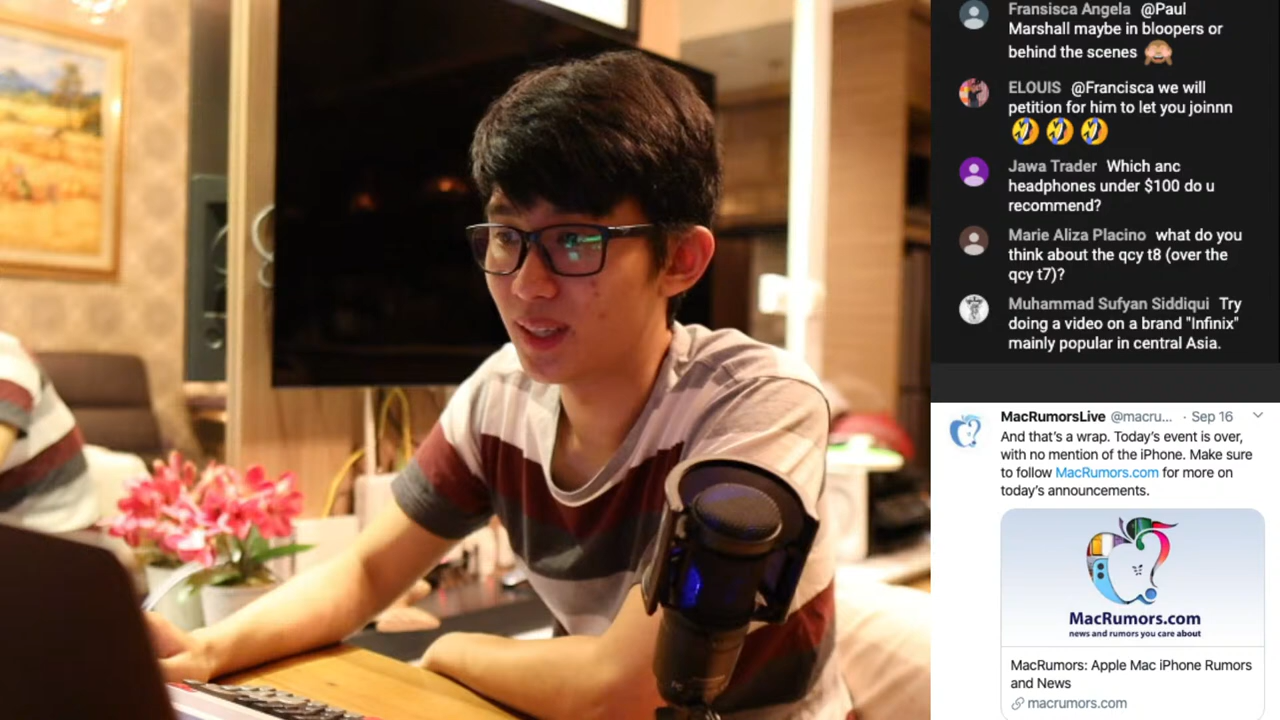 Fransisca Angela @Paul
Marshall maybe in bloopers or
behind the scenes 🙈
ELOUIS @Francisca we will
petition for him to let you joinnn
🤣🤣🤣
Jawa Trader Which anc
headphones under $100 do u
recommend?
Marie Aliza Placino what do you
think about the qcy t8 (over the
qcy t7)?
Muhammad Sufyan Siddiqui Try
doing a video on a brand "Infinix"
mainly popular in central Asia.
MacRumorsLive @macru... · Sep 16
And that's a wrap. Today's event is over,
with no mention of the iPhone. Make sure
to follow MacRumors.com for more on
today's announcements.
MacRumors.com
news and rumors you care about
MacRumors: Apple Mac iPhone Rumors
and News
macrumors.com